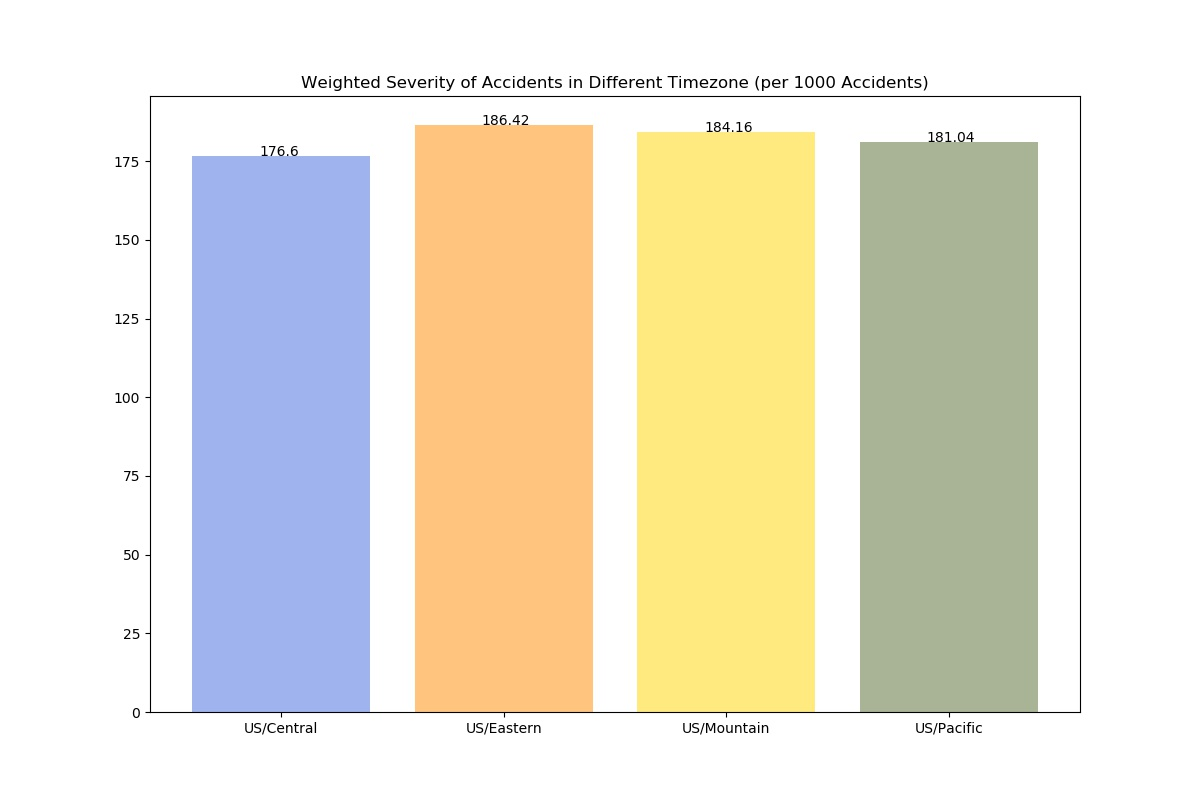 Weighted Severity of Accidents in Different Timezone (per 1000 Accidents)
186.42
184.16
181.04
176.6
175
150
125
100
75
50
25
0
US/Central
US/Eastern
US/Mountain
US/Pacific